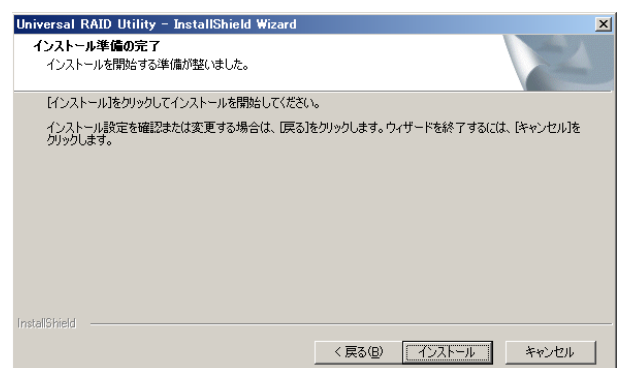 Universal RAID Utility - InstallShield Wizard
インストール準備の完了
インストールを開始する準備が整いました。
[インストール]をクリックしてインストールを開始してください。
インストール設定を確認または変更する場合は、[戻る]をクリックします。ウィザードを終了するには、[キャンセル]を
クリックします。
InstallShield
< 戻る(B) インストール キャンセル